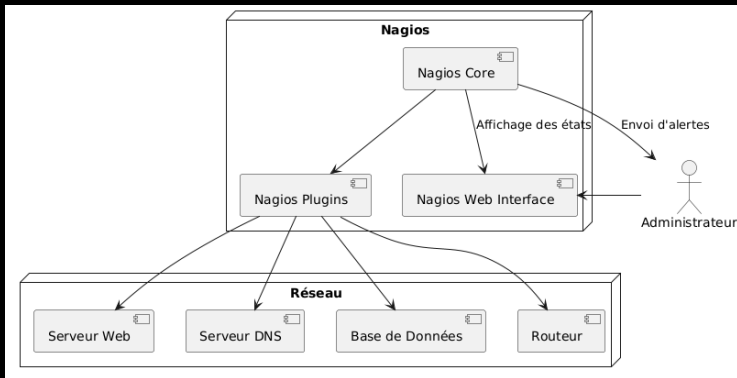 Nagios
Nagios Core
Affichage des états
Envoi d'alertes
Nagios Plugins
Nagios Web Interface
Administrateur
Réseau
Serveur Web
Serveur DNS
Base de Données
Routeur